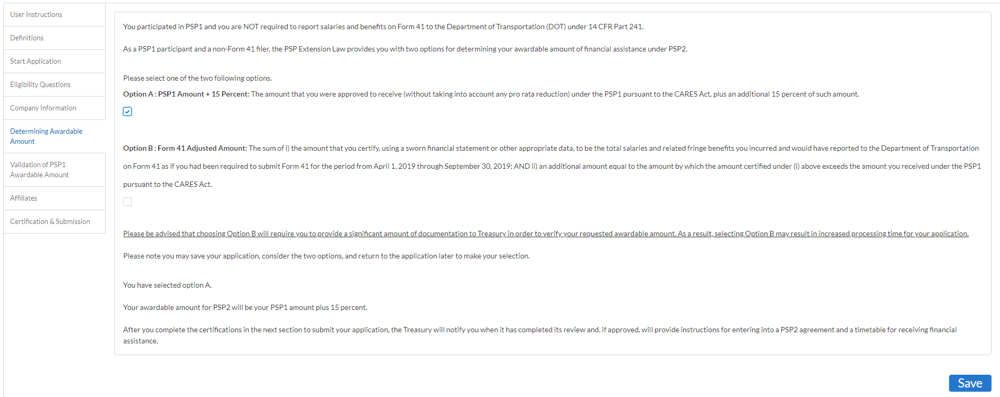 User Instructions
Definitions
Start Application
Eligibility Questions
Company Information
Determining Awardable
Amount
Validation of PSP1
Awardable Amount
Affiliates
Certification & Submission
You participated in PSP1 and you are NOT required to report salaries and benefits on Form 41 to the Department of Transportation (DOT) under 14 CFR Part 241.
As a PSP1 participant and a non-Form 41 filer, the PSP Extension Law provides you with two options for determining your awardable amount of financial assistance under PSP2.
Please select one of the two following options.
Option A : PSP1 Amount + 15 Percent: The amount that you were approved to receive (without taking into account any pro rata reduction) under the PSP1 pursuant to the CARES Act, plus an additional 15 percent of such amount.
Option B : Form 41 Adjusted Amount: The sum of i) the amount that you certify, using a sworn financial statement or other appropriate data, to be the total salaries and related fringe benefits you incurred and would have reported to the Department of Transportation
on Form 41 as if you had been required to submit Form 41 for the period from April 1, 2019 through September 30, 2019; AND ii) an additional amount equal to the amount by which the amount certified under (i) above exceeds the amount you received under the PSP1
pursuant to the CARES Act.
Please be advised that choosing Option B will require you to provide a significant amount of documentation to Treasury in order to verify your requested awardable amount. As a result, selecting Option B may result in increased processing time for your application.
Please note you may save your application, consider the two options, and return to the application later to make your selection.
You have selected option A.
Your awardable amount for PSP2 will be your PSP1 amount plus 15 percent.
After you complete the certifications in the next section to submit your application, the Treasury will notify you when it has completed its review and, if approved, will provide instructions for entering into a PSP2 agreement and a timetable for receiving financial
assistance.
Save